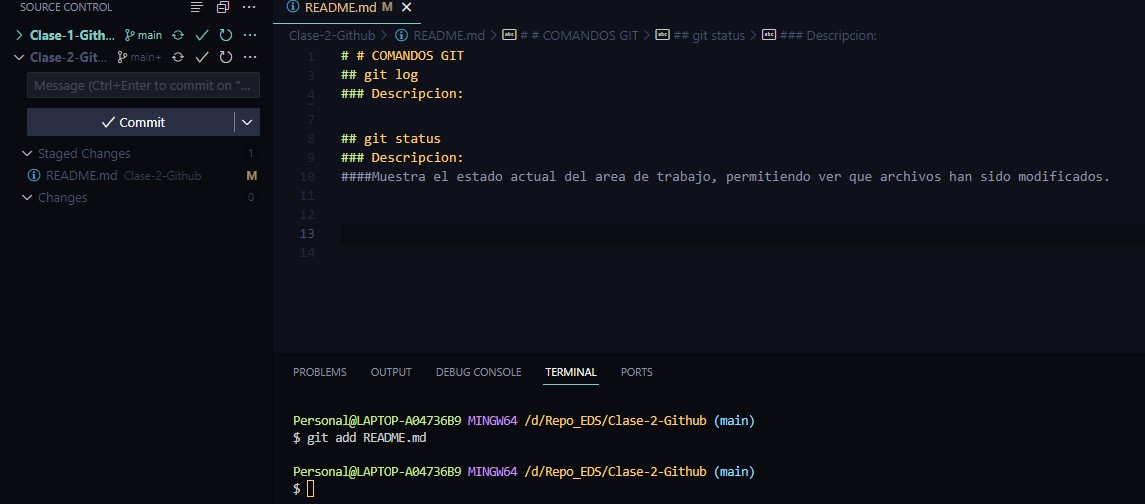 SOURCE CONTROL
Clase-1-Gith... main
Clase-2-Git... main+
Message (Ctrl+Enter to commit on "...
Commit
Staged Changes 1
README.md Clase-2-Github M
Changes 0
README.md M
Clase-2-Github > README.md > # # COMANDOS GIT > ## git status > ### Descripcion:
1 # # COMANDOS GIT
3 ## git log
4 ### Descripcion:
7
8 ## git status
9 ### Descripcion:
10 ####Muestra el estado actual del area de trabajo, permitiendo ver que archivos han sido modificados.
11
12
13
14
PROBLEMS OUTPUT DEBUG CONSOLE TERMINAL PORTS
Personal@LAPTOP-A04736B9 MINGW64 /d/Repo_EDS/Clase-2-Github (main)
$ git add README.md
Personal@LAPTOP-A04736B9 MINGW64 /d/Repo_EDS/Clase-2-Github (main)
$